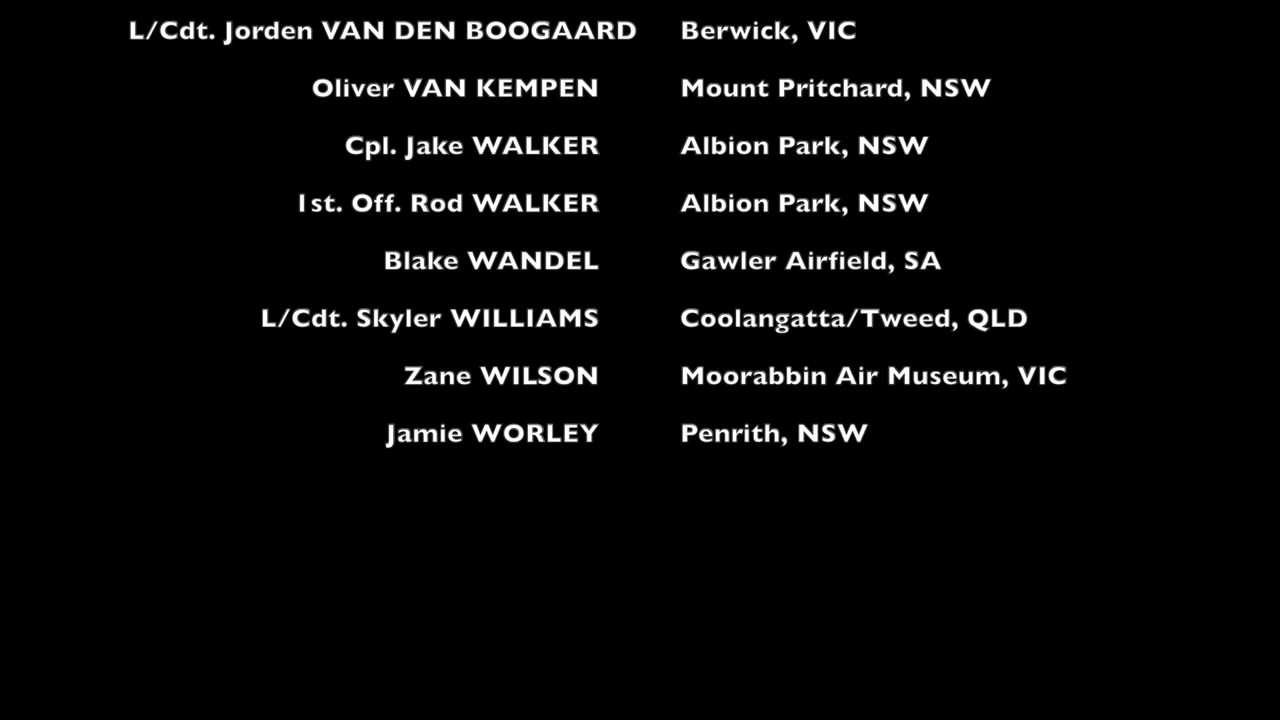 L/Cdt. Jorden VAN DEN BOOGAARD Berwick, VIC
Oliver VAN KEMPEN Mount Pritchard, NSW
Cpl. Jake WALKER Albion Park, NSW
1st. Off. Rod WALKER Albion Park, NSW
Blake WANDEL Gawler Airfield, SA
L/Cdt. Skyler WILLIAMS Coolangatta/Tweed, QLD
Zane WILSON Moorabbin Air Museum, VIC
Jamie WORLEY Penrith, NSW